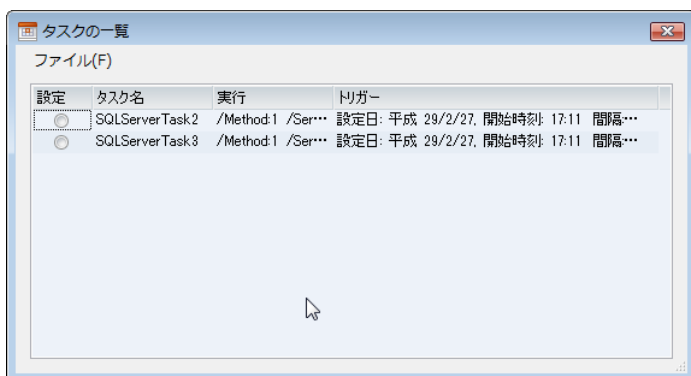 タスクの一覧
ファイル(F)
設定 タスク名 実行 トリガー
SQLServerTask2 /Method:1 /Ser… 設定日: 平成 29/2/27, 開始時刻: 17:11 間隔:…
SQLServerTask3 /Method:1 /Ser… 設定日: 平成 29/2/27, 開始時刻: 17:11 間隔:…